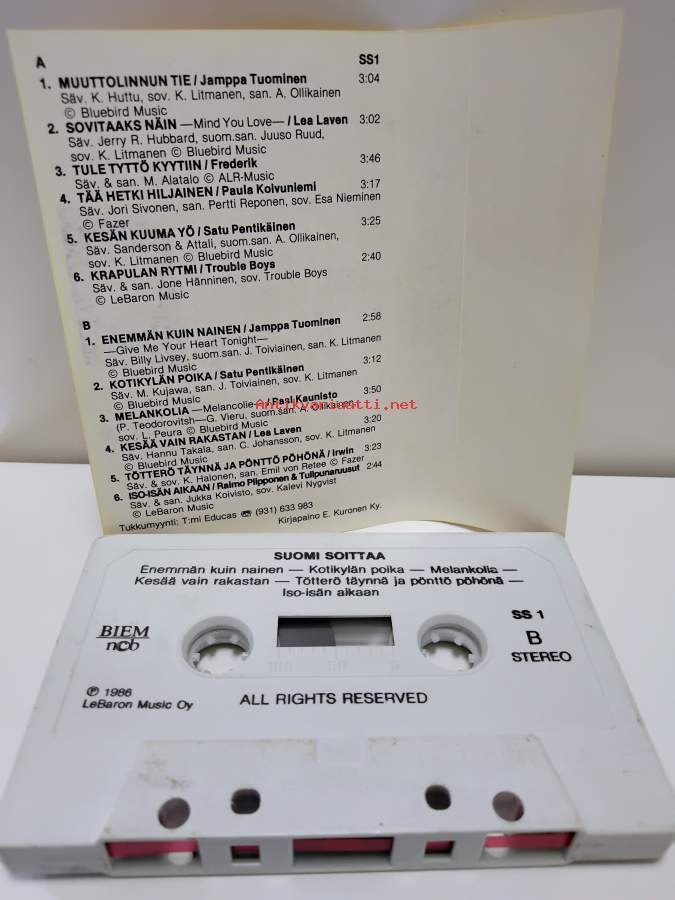 A SS1
1. MUUTTOLINNUN TIE / Jamppa Tuominen 3:04
Säv. K. Huttu, sov. K. Litmanen, san. A. Ollikainen
© Bluebird Music
2. SOVITAAKS NÄIN —Mind You Love— / Lea Laven 3:02
Säv. Jerry R. Hubbard, suom.san. Juuso Ruud,
sov. K. Litmanen © Bluebird Music
3. TULE TYTTÖ KYYTIIN / Frederik 3:46
Säv. & san. M. Alatalo © ALR-Music
4. TÄÄ HETKI HILJAINEN / Paula Koivuniemi 3:17
Säv. Jori Sivonen, san. Pertti Reponen, sov. Esa Nieminen
© Fazer
5. KESÄN KUUMA YÖ / Satu Pentikäinen 3:25
Säv. Sanderson & Attali, suom.san. A. Ollikainen,
sov. K. Litmanen © Bluebird Music
6. KRAPULAN RYTMI / Trouble Boys 2:40
Säv. & san. Jone Hänninen, sov. Trouble Boys
© LeBaron Music
B
1. ENEMMÄN KUIN NAINEN / Jamppa Tuominen 2:58
—Give Me Your Heart Tonight—
Säv. Billy Livsey, suom.san. J. Toiviainen, san. K. Litmanen
© Bluebird Music
2. KOTIKYLÄN POIKA / Satu Pentikäinen 3:12
Säv. M. Kujawa, san. J. Toiviainen, sov. K. Litmanen
© Bluebird Music
3. MELANKOLIA —Melancolie— / Pasi Kaunisto 3:50
(P. Teodorovitsh—G. Vieru, suom.san. A. Ollikainen)
sov. L. Peura © Bluebird Music
4. KESÄÄ VAIN RAKASTAN / Lea Laven 3:20
Säv. Hannu Takala, san. C. Johansson, sov. K. Litmanen
© Bluebird Music
5. TÖTTERÖ TÄYNNÄ JA PÖNTTÖ PÖHÖNÄ / Irwin 3:23
Säv. & sov. K. Halonen, san. Emil von Retee © Fazer
6. ISO-ISÄN AIKAAN / Raimo Piipponen & Tulipunaruusut 2:44
Säv. & san. Jukka Koivisto, sov. Kalevi Nygvist
© LeBaron Music
Tukkumyynti: T:mi Educas ☎ (931) 633 983 Kirjapaino E. Kuronen Ky.
Antikvariaatti.net
SUOMI SOITTAA
Enemmän kuin nainen — Kotikylän poika — Melankolia —
Kesää vain rakastan — Tötterö täynnä ja pönttö pöhönä —
Iso-isän aikaan
BIEM
ncb
SS 1
B
STEREO
100 50 0
℗ 1986
LeBaron Music Oy
ALL RIGHTS RESERVED